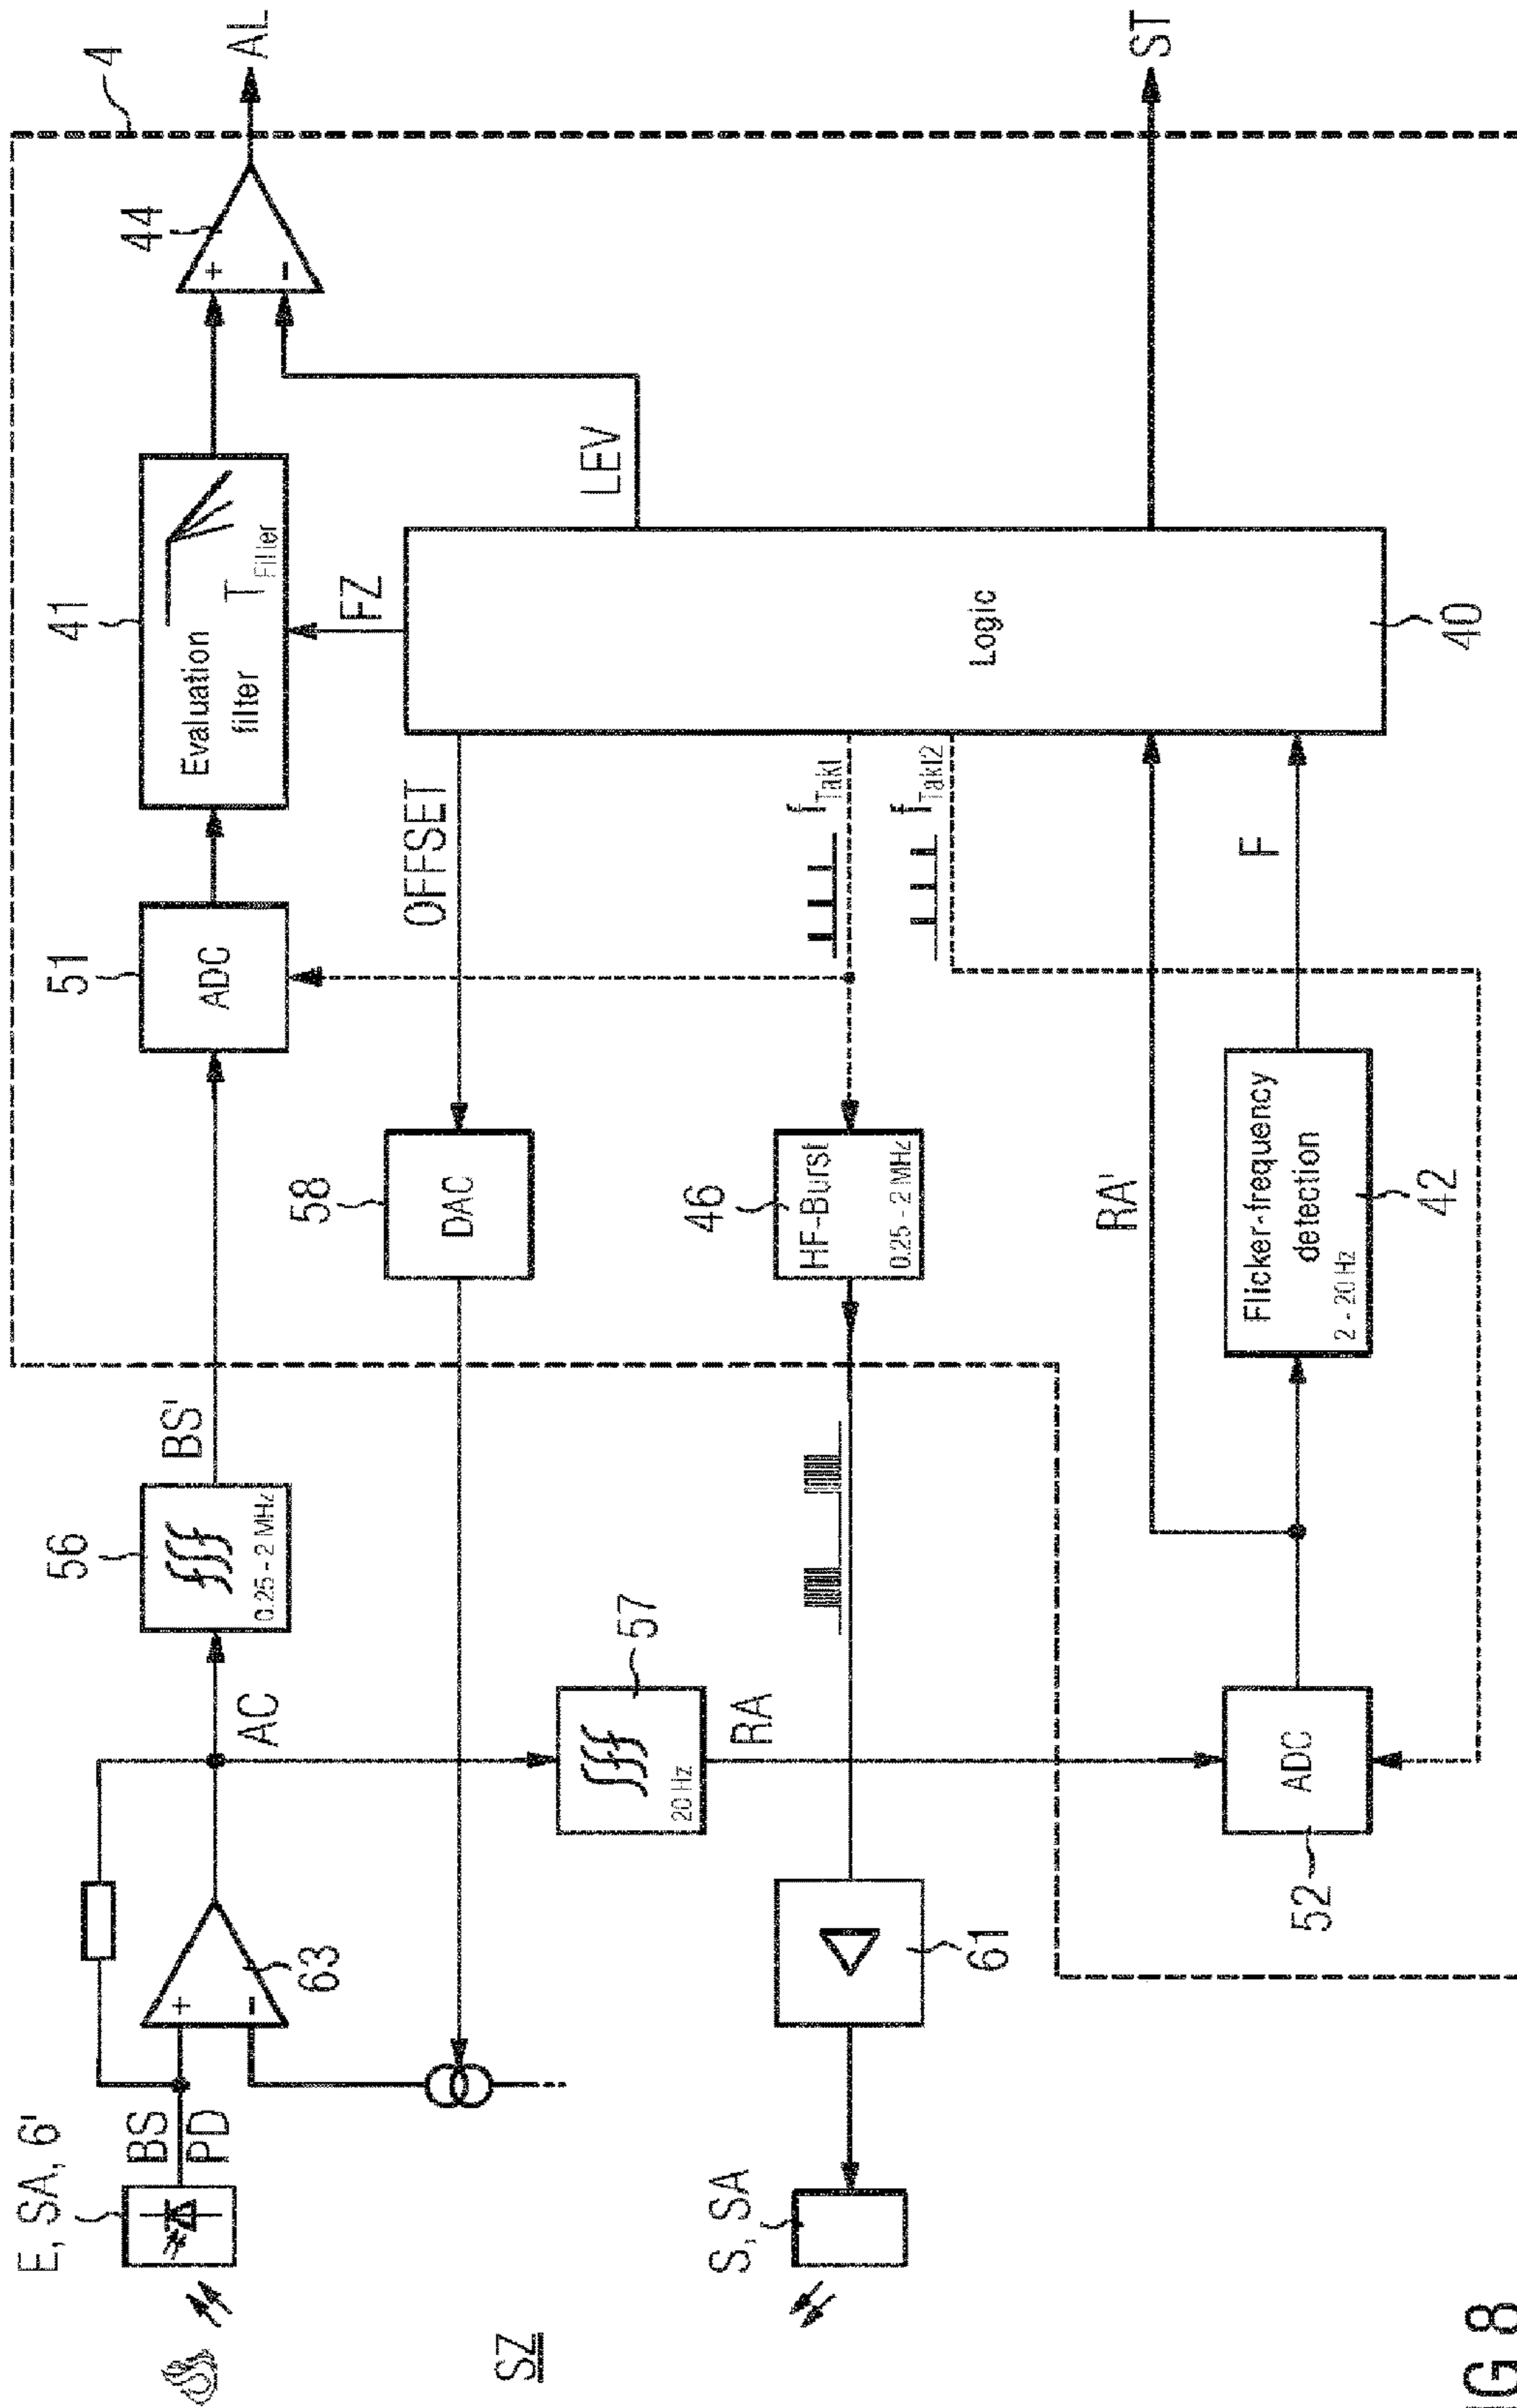 E, SA, 6'
BS
PD
63
AC
56
0.25 - 2 MHz
BS'
51
ADC
41
Evaluation
filter
T Filter
44
+
-
AL
4
+
-
OFFSET
58
DAC
FZ
LEV
57
20 Hz
RA
SZ
S, SA
61
46
HF-Burst
0.25 - 2 MHz
fTakt
fTakt2
Logic
40
ST
RA'
52
ADC
Flicker-frequency
detection
2 - 20 Hz
42
F
G 8